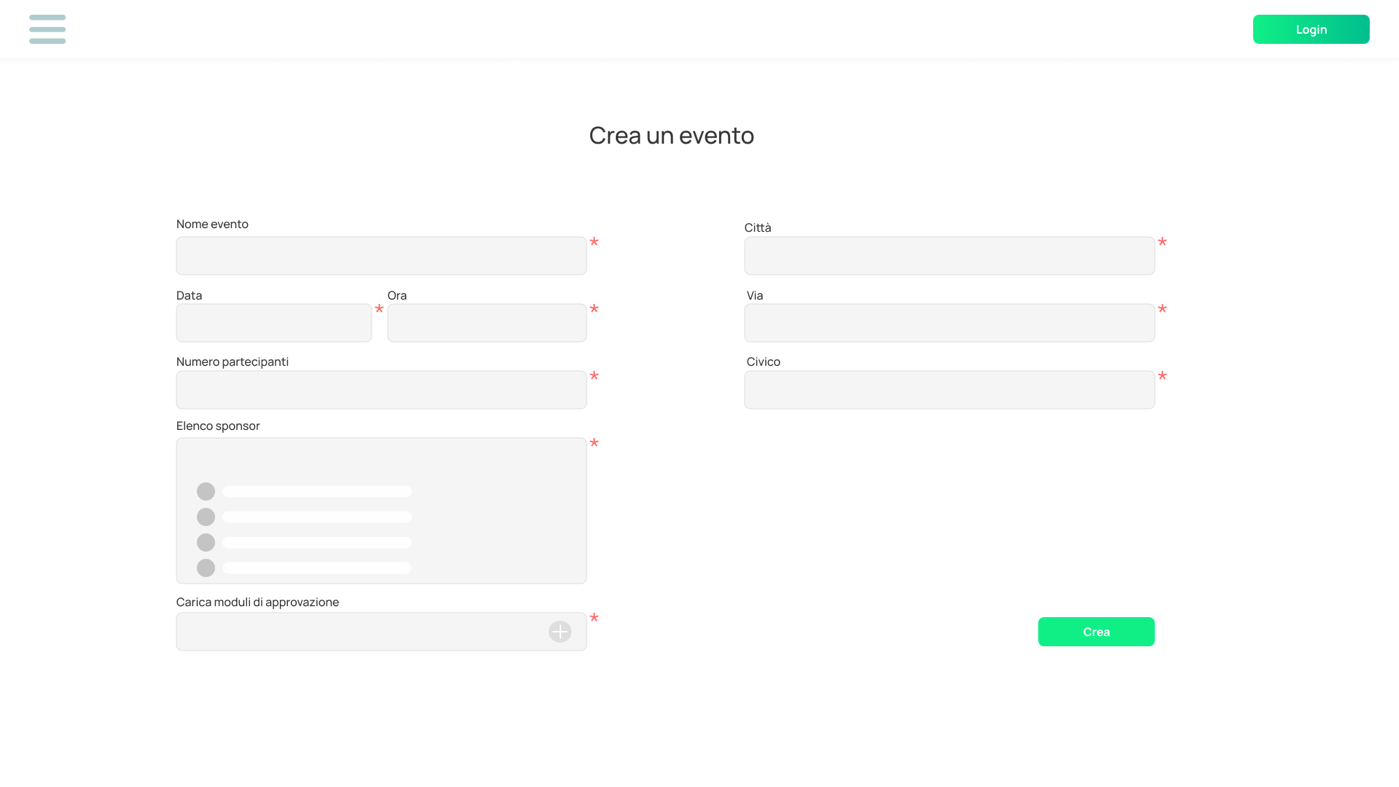 Login
Crea un evento
Nome evento
*
Data
*
Ora
*
Numero partecipanti
*
Elenco sponsor
*
Carica moduli di approvazione
*
Città
*
Via
*
Civico
*
Crea